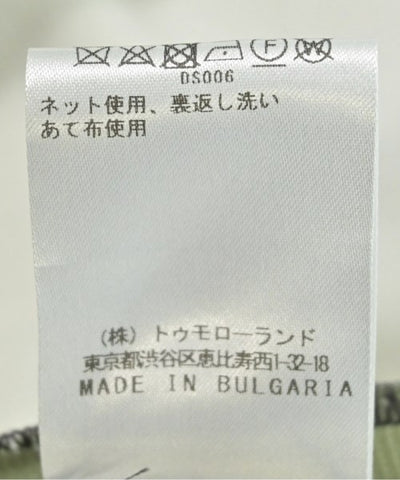 DS006
ネット使用、裏返し洗い
あて布使用
(株) トゥモローランド
東京都渋谷区恵比寿西1-32-18
MADE IN BULGARIA